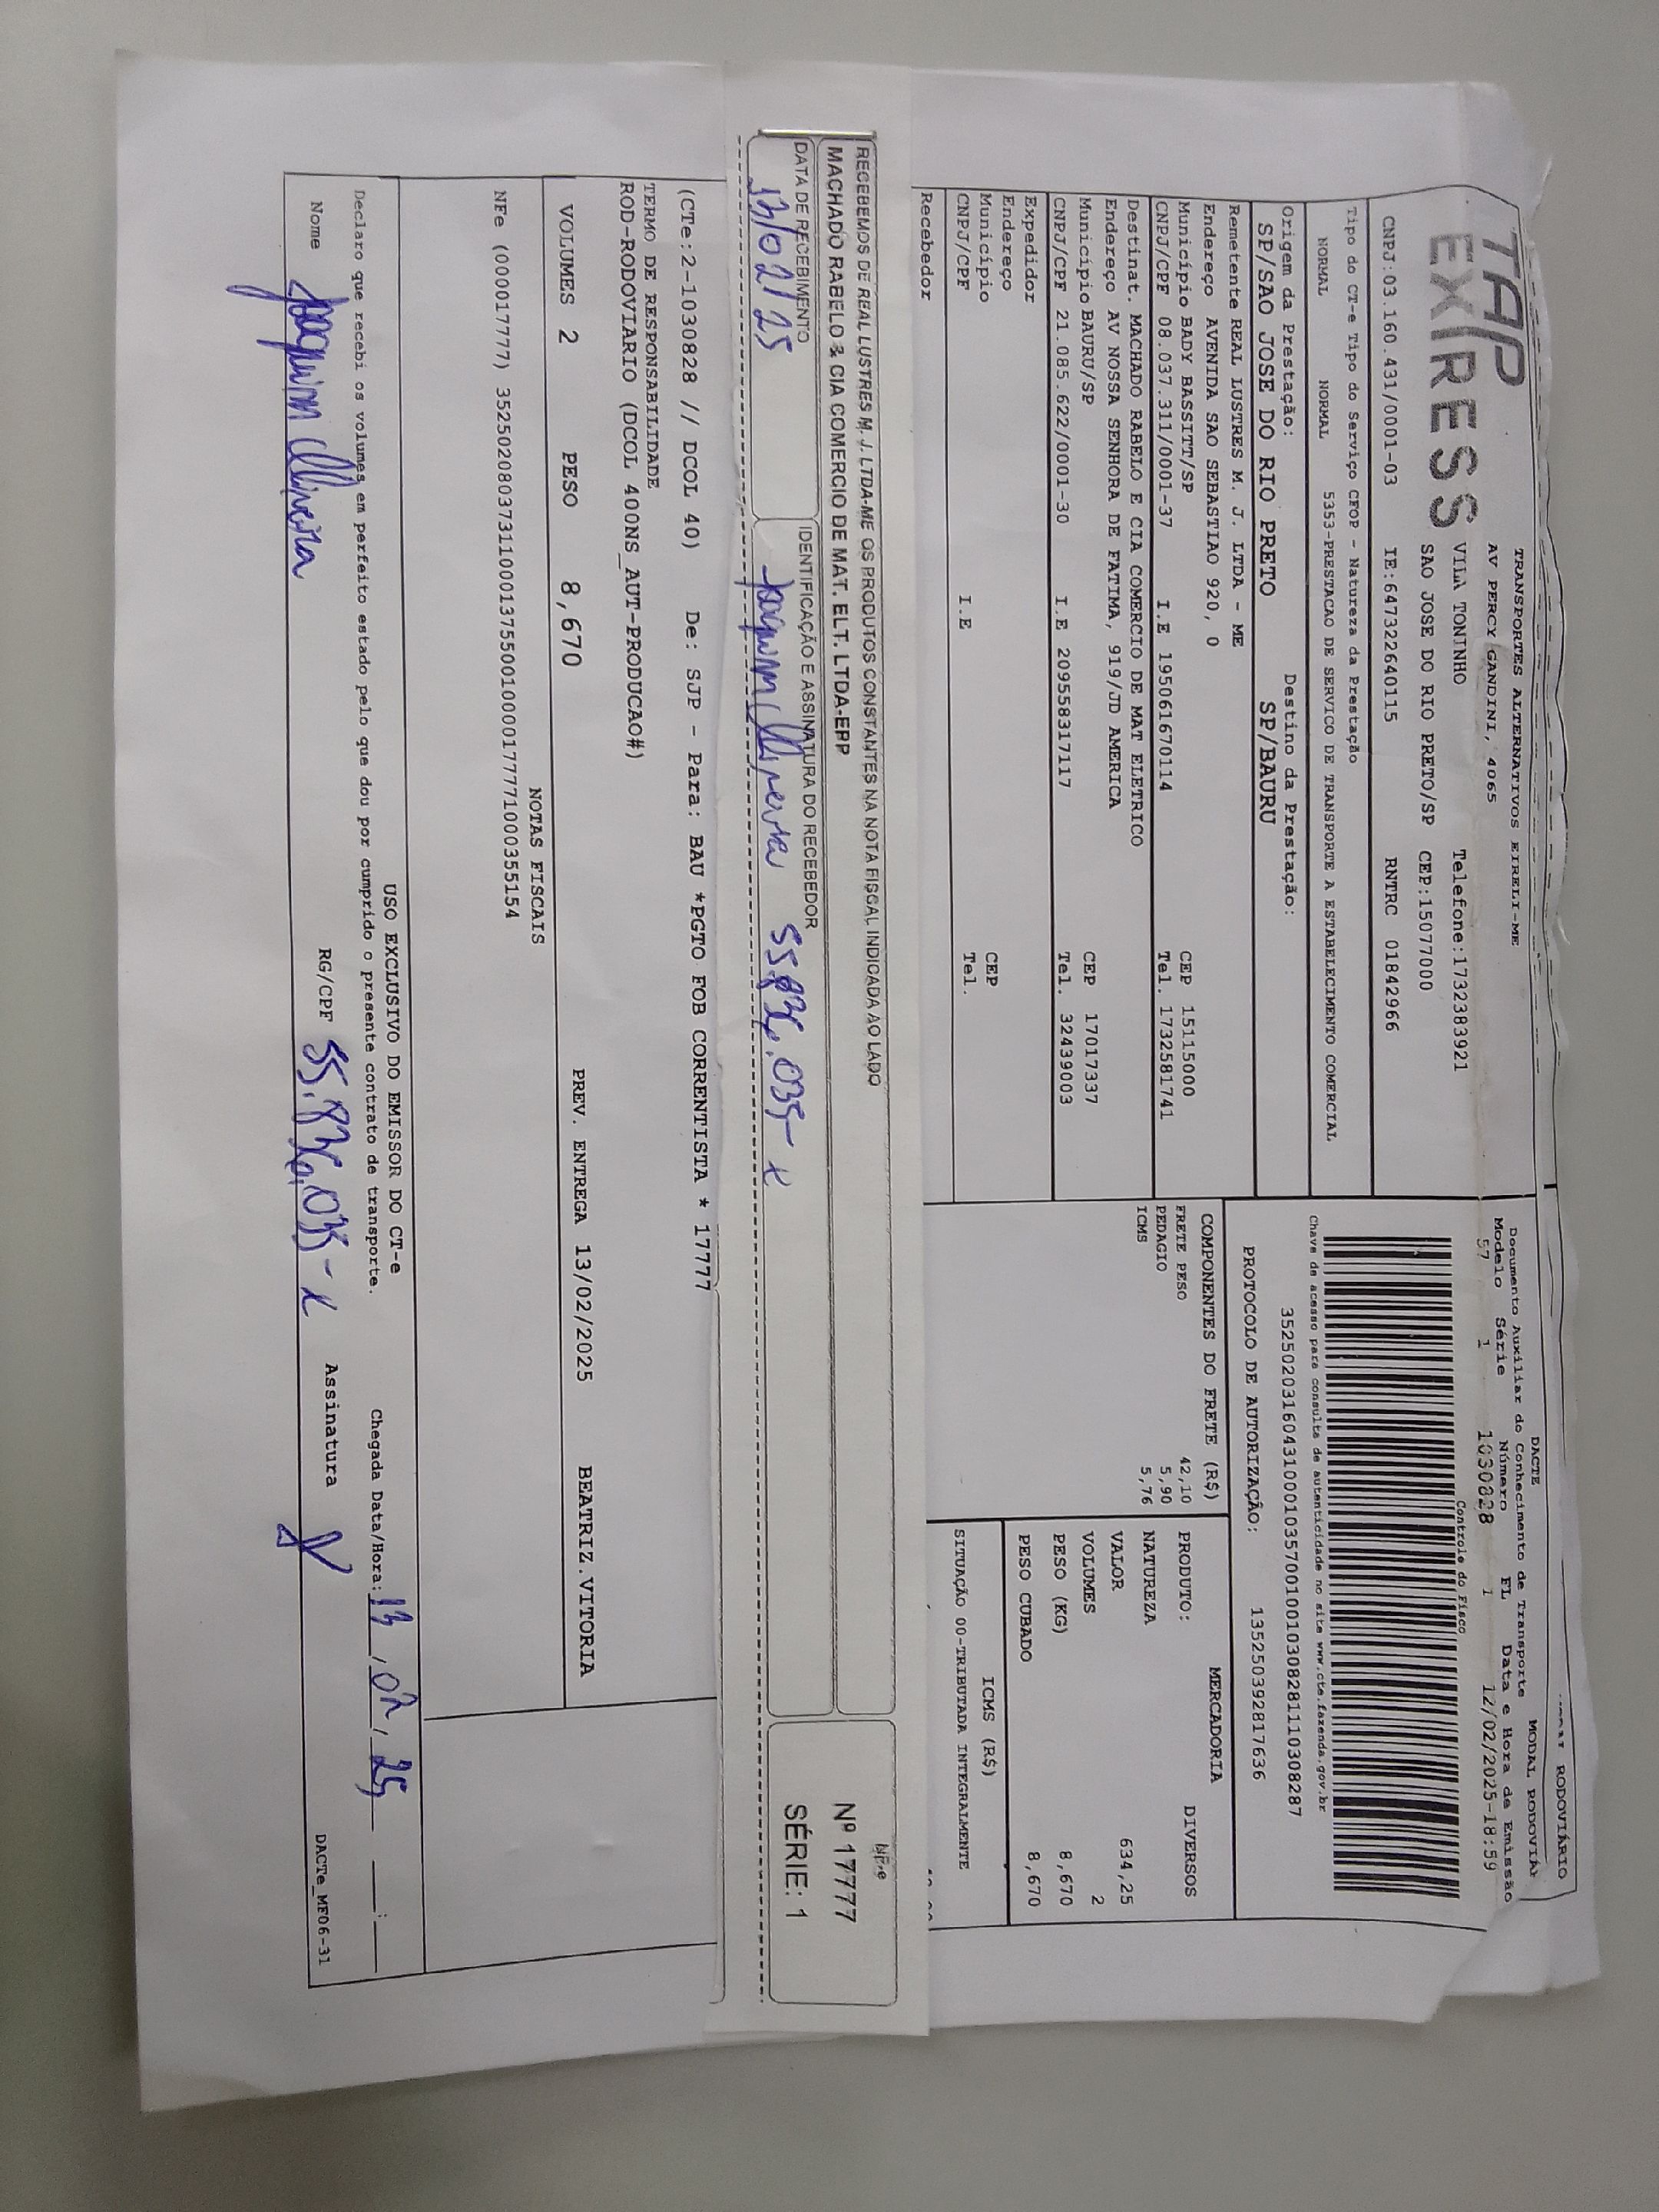 TAP
EXPRESS
TRANSPORTES ALTERNATIVOS EIRELI-ME
AV PERCY GANDINI, 4065
VILA TONINHO Telefone:1732383921
SAO JOSE DO RIO PRETO/SP CEP:15077000
CNPJ:03.160.431/0001-03 IE:647322640115 RNTRC 01842966
Tipo do CT-e Tipo do Serviço CFOP - Natureza da Prestação
NORMAL NORMAL 5353-PRESTACAO DE SERVICO DE TRANSPORTE A ESTABELECIMENTO COMERCIAL
Origem da Prestação: Destino da Prestação:
SP/SAO JOSE DO RIO PRETO SP/BAURU
Remetente REAL LUSTRES M. J. LTDA - ME
Endereço AVENIDA SAO SEBASTIAO 920, 0
Município BADY BASSITT/SP CEP 15115000
CNPJ/CPF 08.037.311/0001-37 I.E 195061670114 Tel. 1732581741
Destinat. MACHADO RABELO E CIA COMERCIO DE MAT ELETRICO
Endereço AV NOSSA SENHORA DE FATIMA, 919/JD AMERICA
Município BAURU/SP CEP 17017337
CNPJ/CPF 21.085.622/0001-30 I.E 209558317117 Tel. 32439003
Expedidor
Endereço
Município CEP
CNPJ/CPF I.E Tel.
Recebedor
RODOVIÁRIO
DACTE MODAL RODOVIÁR
Documento Auxiliar do Conhecimento de Transporte
Modelo Série Número FL Data e Hora de Emissão
57 1 1030828 1 12/02/2025-18:59
Controle do Fisco
Chave de acesso para consulta de autenticidade no site www.cte.fazenda.gov.br
35250203160431000103570010010308281110308287
PROTOCOLO DE AUTORIZAÇÃO: 135250392817636
COMPONENTES DO FRETE (R$)
FRETE PESO 42,10
PEDAGIO 5,90
ICMS 5,76
MERCADORIA
PRODUTO: DIVERSOS
NATUREZA
VALOR 634,25
VOLUMES 2
PESO (KG) 8,670
PESO CUBADO 8,670
ICMS (R$)
SITUAÇÃO 00-TRIBUTADA INTEGRALMENTE
RECEBEMOS DE REAL LUSTRES M. J. LTDA-ME OS PRODUTOS CONSTANTES NA NOTA FISCAL INDICADA AO LADO
MACHADO RABELO & CIA COMERCIO DE MAT. ELT. LTDA-EPP
DATA DE RECEBIMENTO IDENTIFICAÇÃO E ASSINATURA DO RECEBEDOR
13/02/25 Joaquim
NF-e
Nº 17777
SÉRIE: 1
(CTe:2-1030828 // DCOL 40) De: SJP - Para: BAU *PGTO FOB CORRENTISTA * 17777
TERMO DE RESPONSABILIDADE
ROD-RODOVIARIO (DCOL 400NS_AUT-PRODUCAO#)
VOLUMES 2 PESO 8,670 PREV. ENTREGA 13/02/2025 BEATRIZ.VITORIA
NOTAS FISCAIS
NFe (000017777) 35250208037311000137550010000177771000355154
USO EXCLUSIVO DO EMISSOR DO CT-e
Declaro que recebi os volumes em perfeito estado pelo que dou por cumprido o presente contrato de transporte. Chegada Data/Hora: 13/02/25 :
Nome Joaquim RG/CPF Assinatura
DACTe_MF06-31